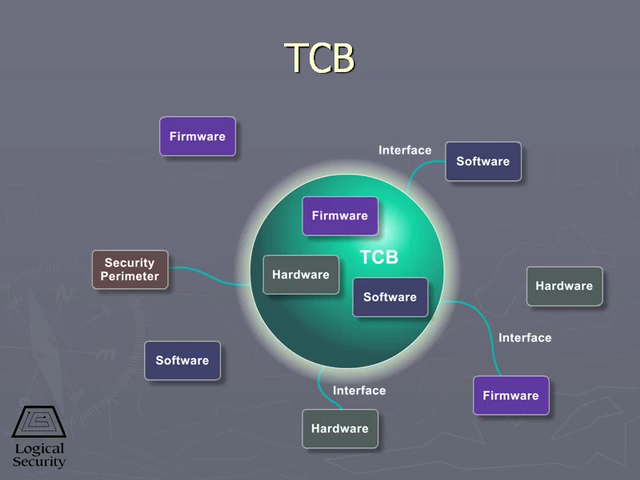 TCB
Firmware
Interface
Software
Firmware
TCB
Security
Perimeter
Hardware
Software
Hardware
Interface
Software
Interface
Firmware
Hardware
Logical
Security